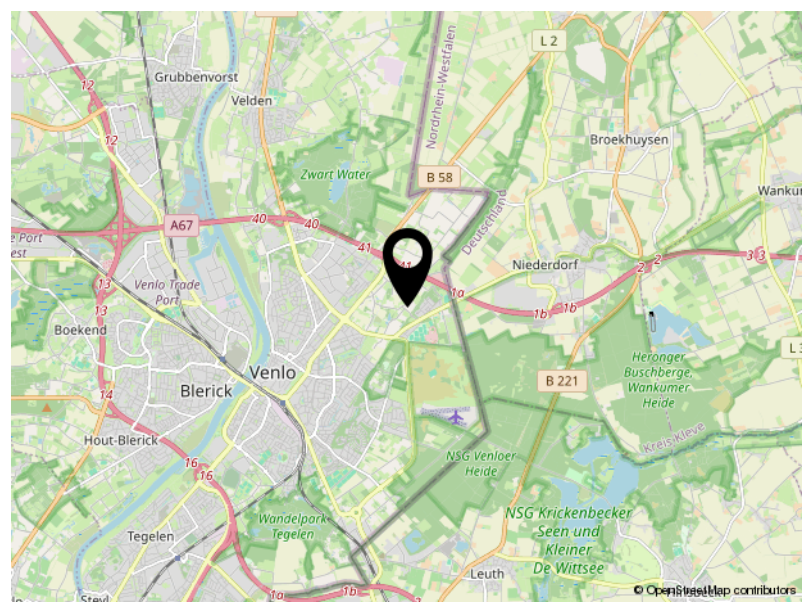 L 2
Nordrhein-Westfalen
Grubbenvorst
12
Velden
12
Broekhuysen
Zwart Water
B 58
Deutschland
40
40
A67
41
41
2
2
3
3
Niederdorf
13
Venlo Trade
Port
1a
1b
1b
13
Boekend
Heronger
Buschberge,
Wankumer
Heide
Venlo
B 221
Blerick
14
Hout-Blerick
Kreis Kleve
16
16
NSG Venloer
Heide
NSG Krickenbecker
Seen und
Kleiner
De Wittsee
Wandelpark
Tegelen
Tegelen
Leuth
1a
1b
© OpenStreetMap contributors